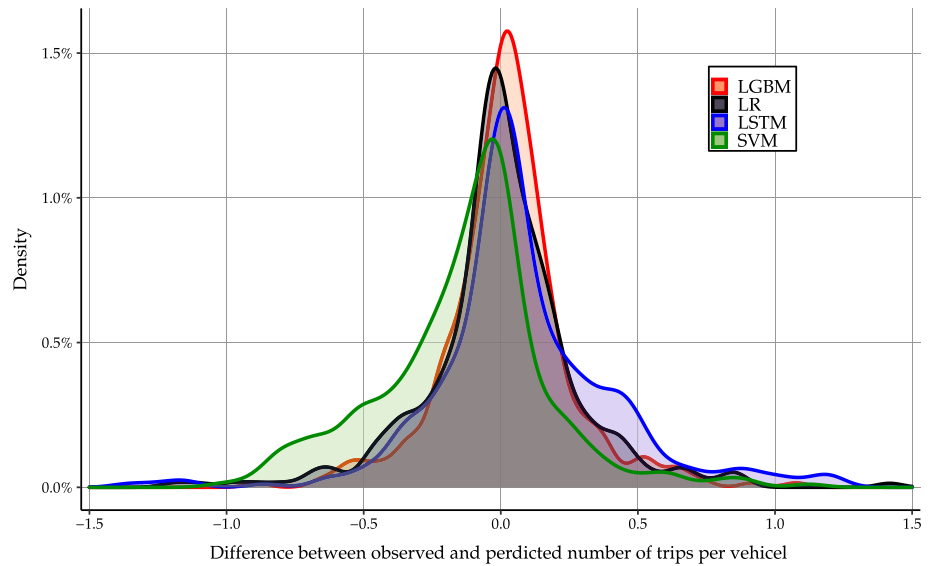 1.5%
1.0%
0.5%
0.0%
Density
LGBM
LR
LSTM
SVM
−1.5 −1.0 −0.5 0.0 0.5 1.0 1.5
Difference between observed and perdicted number of trips per vehicel